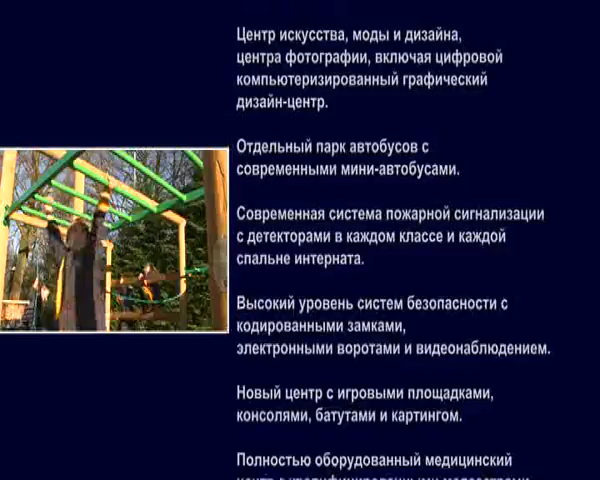 Центр искусства, моды и дизайна,
центра фотографии, включая цифровой
компьютеризированный графический
дизайн-центр.
Отдельный парк автобусов с
современными мини-автобусами.
Современная система пожарной сигнализации
с детекторами в каждом классе и каждой
спальне интерната.
Высокий уровень систем безопасности с
кодированными замками,
электронными воротами и видеонаблюдением.
Новый центр с игровыми площадками,
консолями, батутами и картингом.
Полностью оборудованный медицинский